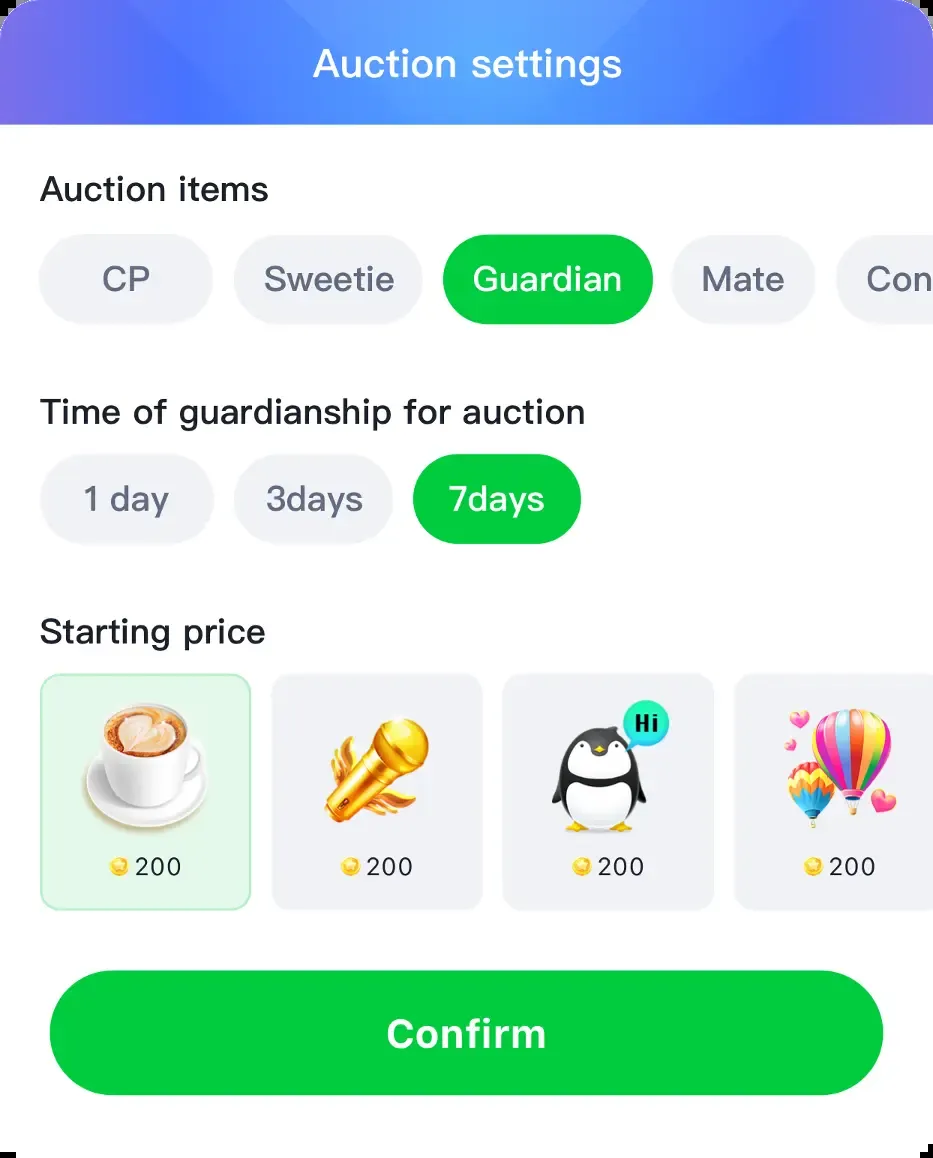 Auction settings
Auction items
CP Sweetie Guardian Mate Con
Time of guardianship for auction
1 day 3days 7days
Starting price
Hi
200 200 200 200
Confirm